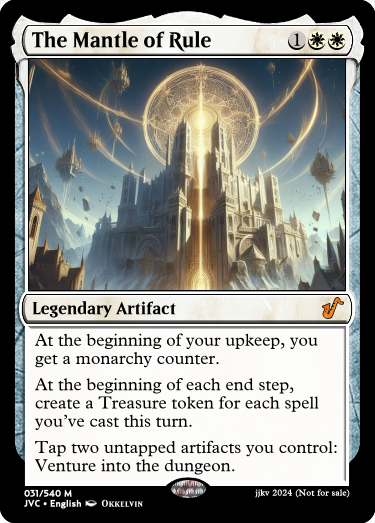 The Mantle of Rule 1
Legendary Artifact
At the beginning of your upkeep, you
get a monarchy counter.
At the beginning of each end step,
create a Treasure token for each spell
you've cast this turn.
Tap two untapped artifacts you control:
Venture into the dungeon.
031/540 M
JVC • English OKKELVIN
jjkv 2024 (Not for sale)